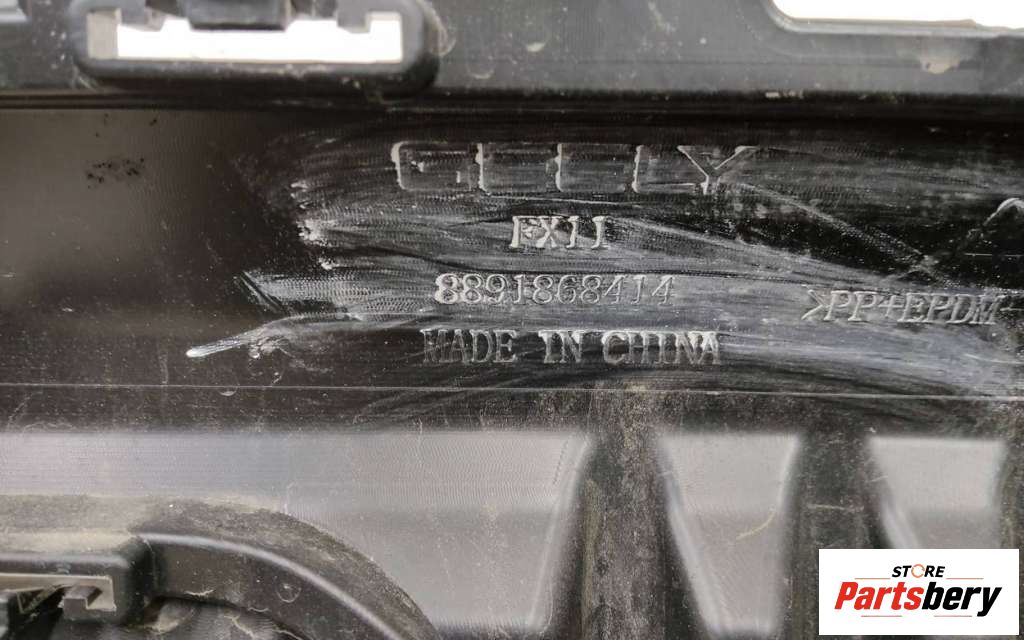 GEELY
FX11
8891868414
>PP+EPDM
MADE IN CHINA
STORE
Partsbery